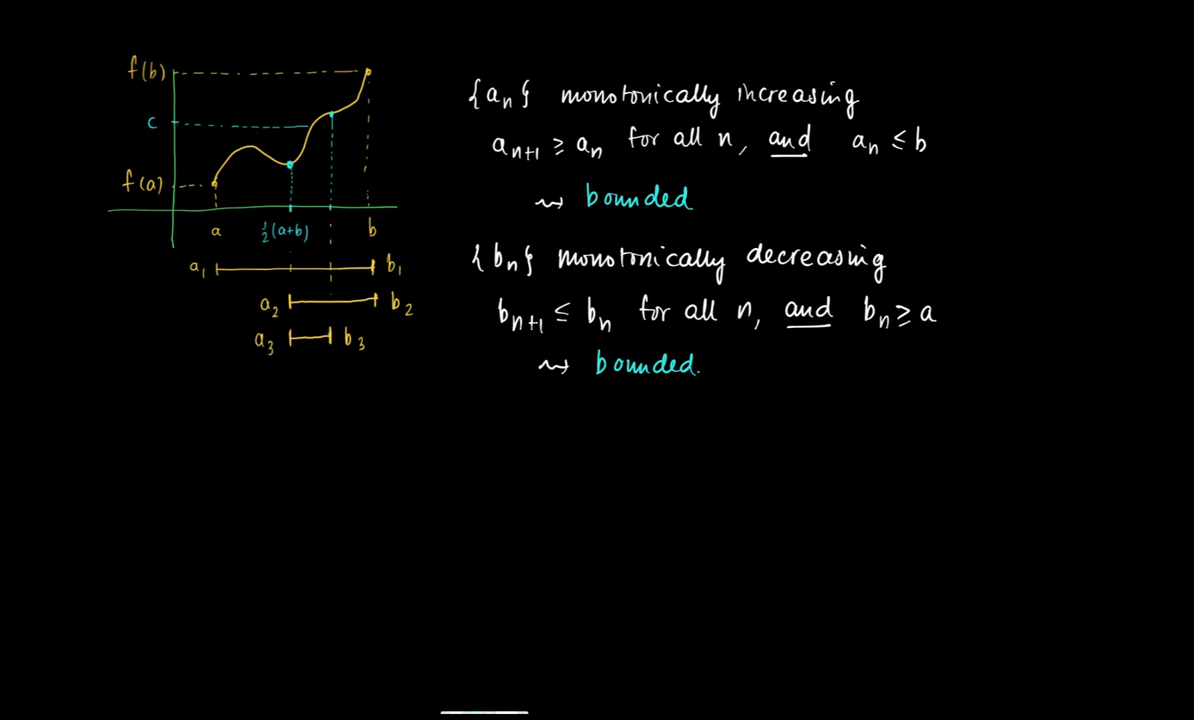 f(b)
c
f(a)
a ½(a+b) b
a₁ b₁
a₂ b₂
a₃ b₃
{aₙ} monotonically increasing
aₙ₊₁ ≥ aₙ for all n, and aₙ ≤ b
⇝ bounded
{bₙ} monotonically decreasing
bₙ₊₁ ≤ bₙ for all n, and bₙ ≥ a
⇝ bounded.